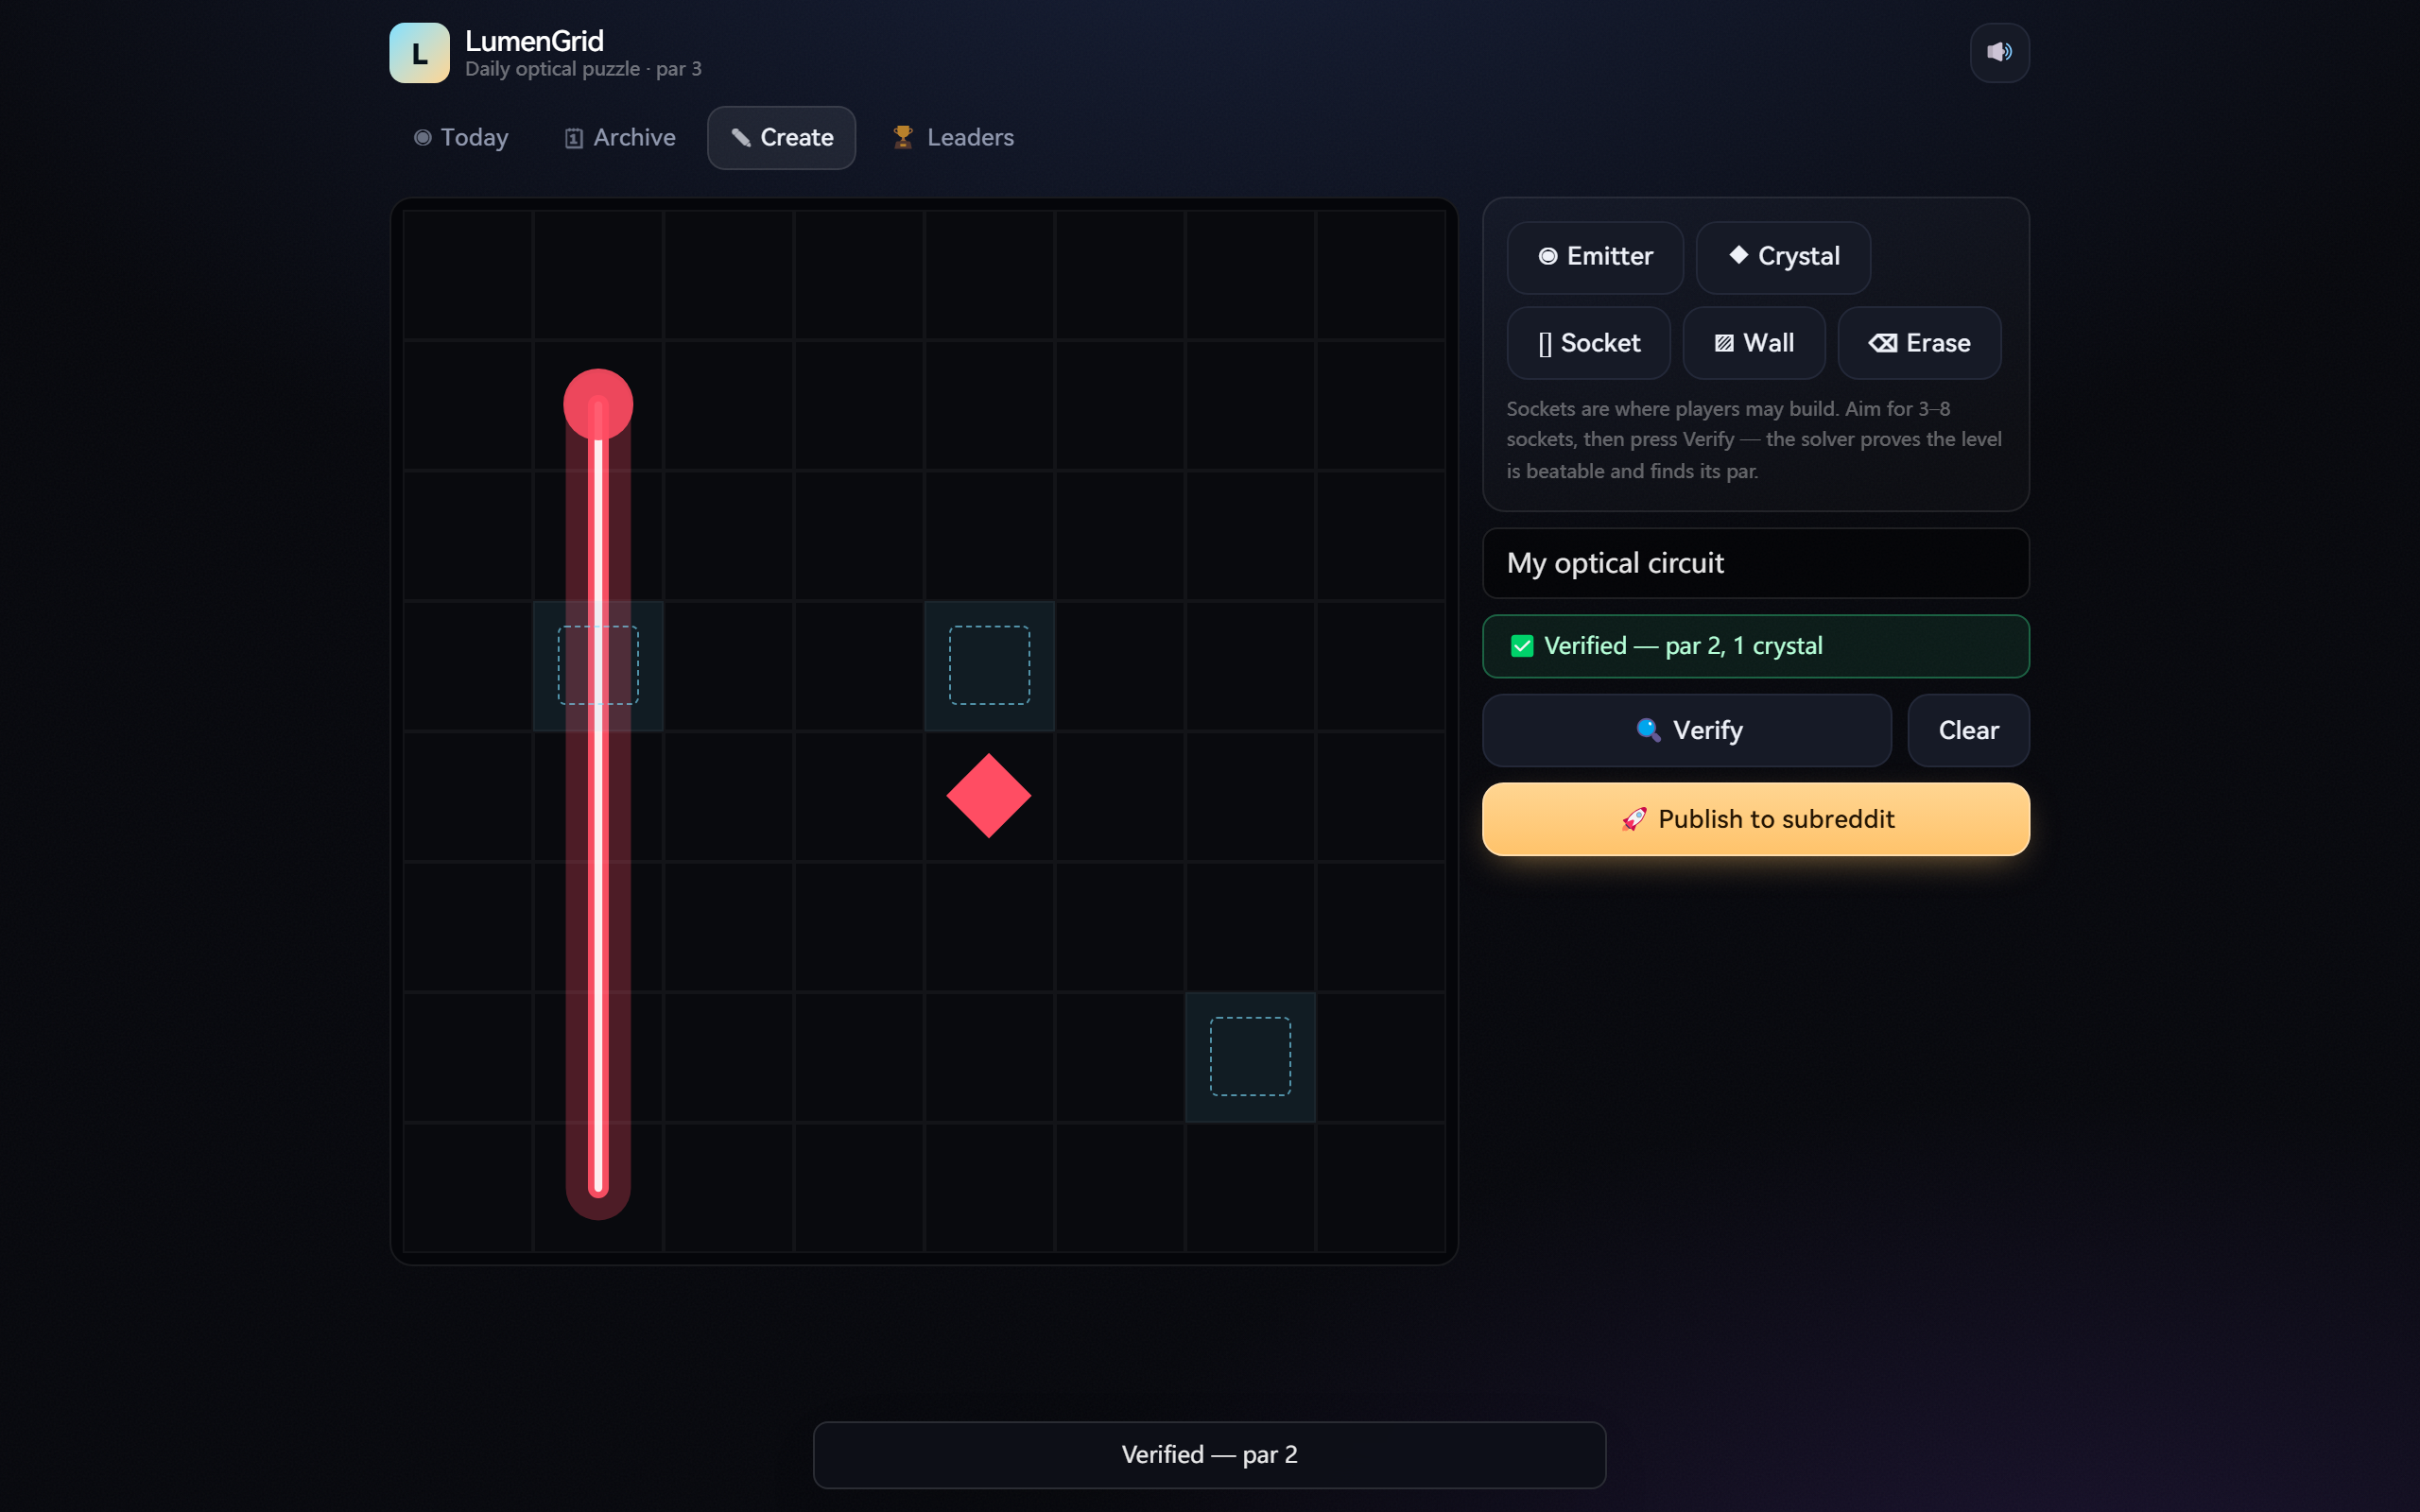 L
LumenGrid
Daily optical puzzle · par 3
Today
Archive
Create
Leaders
Emitter
Crystal
[] Socket
Wall
Erase
Sockets are where players may build. Aim for 3–8
sockets, then press Verify — the solver proves the level
is beatable and finds its par.
My optical circuit
Verified — par 2, 1 crystal
Verify
Clear
Publish to subreddit
Verified — par 2